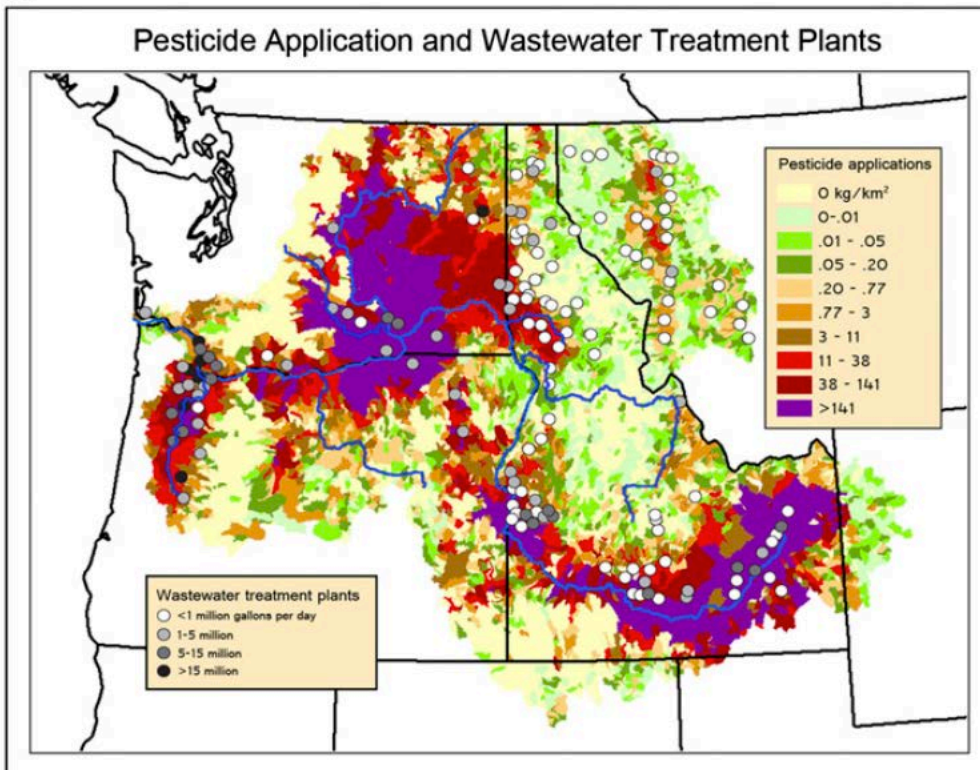 Pesticide Application and Wastewater Treatment Plants
Pesticide applications
0 kg/km²
0-.01
.01 - .05
.05 - .20
.20 - .77
.77 - 3
3 - 11
11 - 38
38 - 141
>141
Wastewater treatment plants
<1 million gallons per day
1-5 million
5-15 million
>15 million